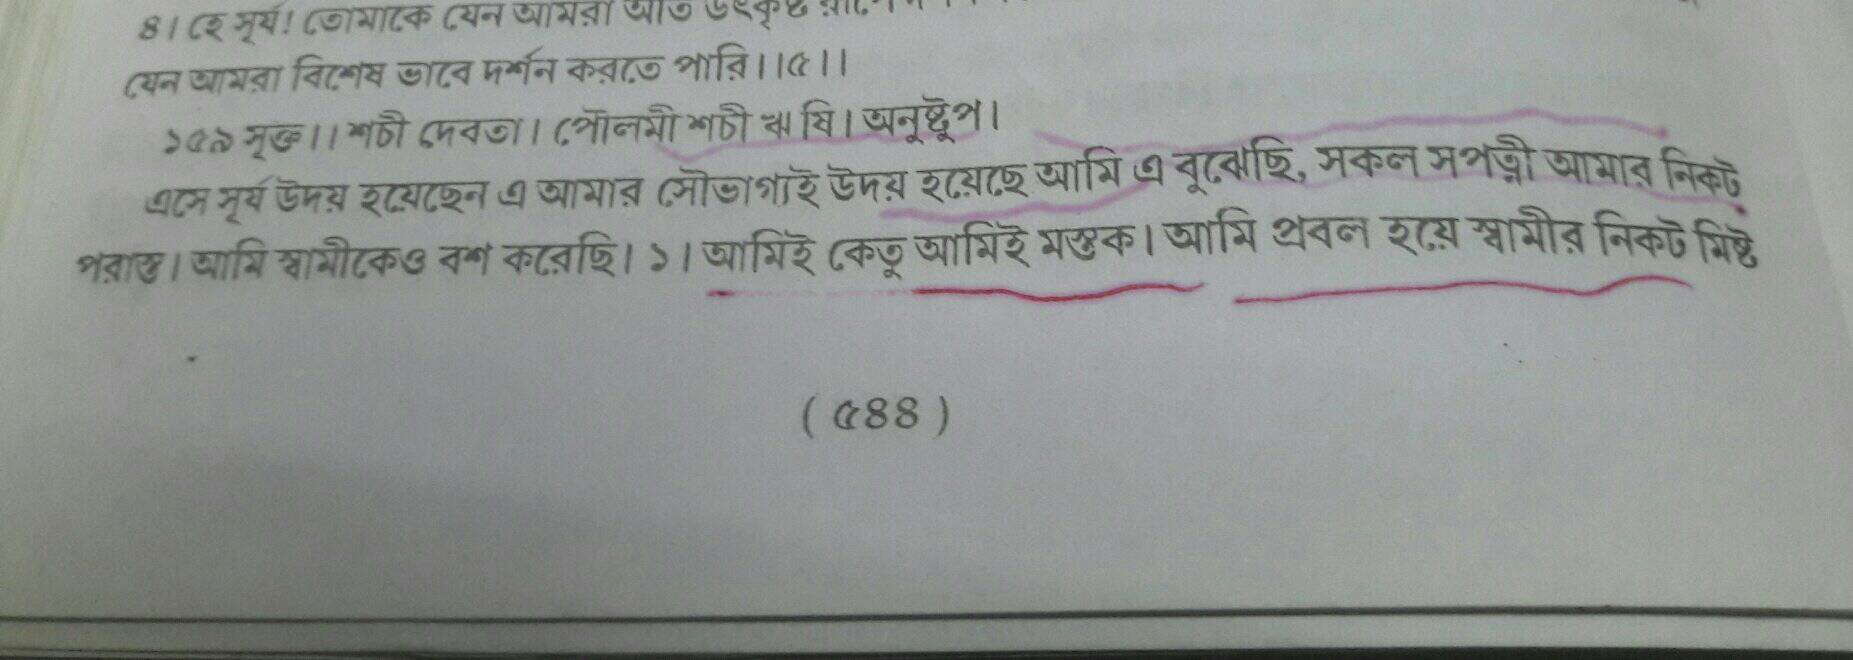 ৪। হে সূর্য! তোমাকে যেন আমরা অতি উৎকৃষ্ট
যেন আমরা বিশেষ ভাবে দর্শন করতে পারি।।৫।।
১৫৯ সূক্ত।। শচী দেবতা। পৌলমী শচী ঋষি। অনুষ্টুপ।
এসে সূর্য উদয় হয়েছেন এ আমার সৌভাগ্যই উদয় হয়েছে আমি এ বুঝেছি, সকল সপত্নী আমার নিকট
পরাস্ত। আমি স্বামীকেও বশ করেছি। ১। আমিই কেতু আমিই মস্তক। আমি প্রবল হয়ে স্বামীর নিকট মিষ্ট
(৫৪৪)